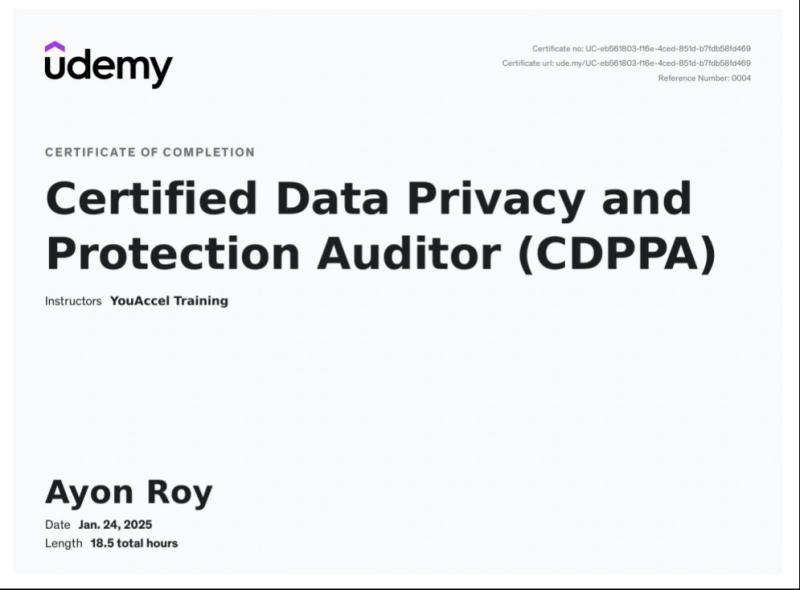 udemy
Certificate no: UC-eb561803-f16e-4ced-851d-b7fdb58fd469
Certificate url: ude.my/UC-eb561803-f16e-4ced-851d-b7fdb58fd469
Reference Number: 0004
CERTIFICATE OF COMPLETION
Certified Data Privacy and
Protection Auditor (CDPPA)
Instructors YouAccel Training
Ayon Roy
Date Jan. 24, 2025
Length 18.5 total hours